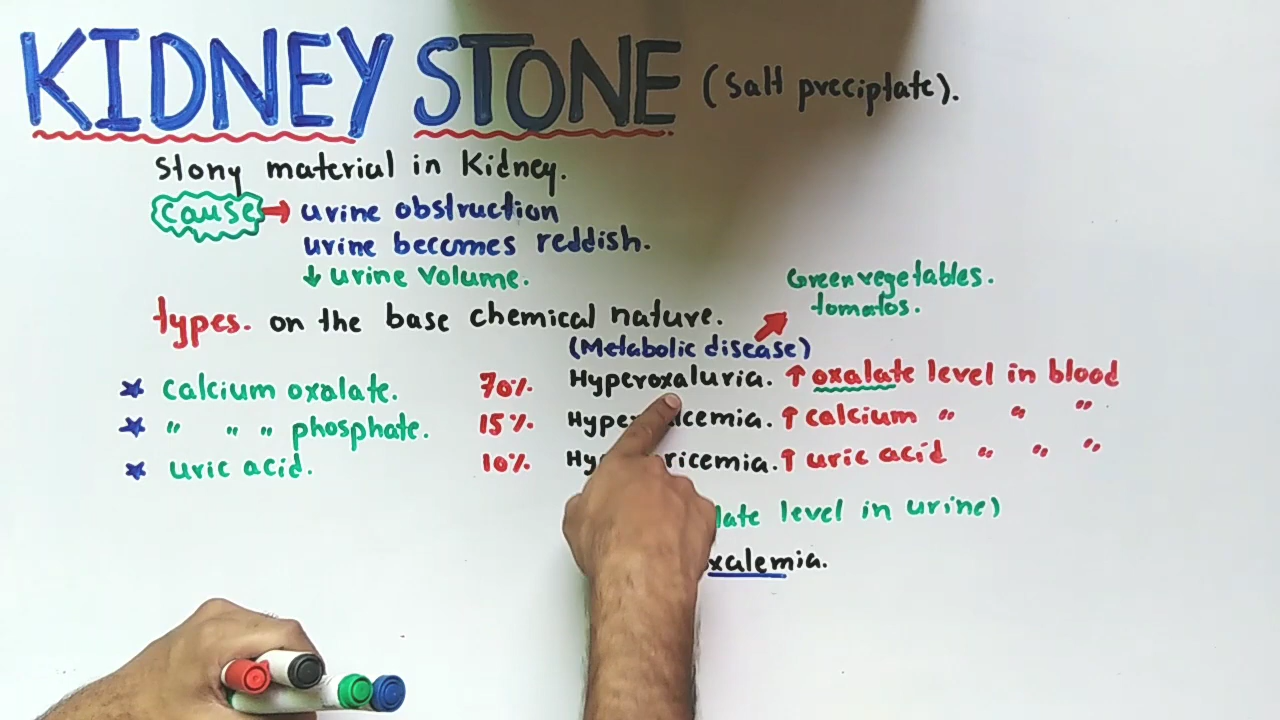 KIDNEY STONE (salt preciptate).
Stony material in Kidney.
cause → urine obstruction
urine becomes reddish.
↓ urine volume.
Green vegetables.
tomatos.
types. on the base chemical nature.
(Metabolic disease)
★ calcium oxalate. 70% Hyperoxaluria. ↑ oxalate level in blood
★ " " " phosphate. 15% ↑ calcium " " "
★ uric acid. 10% ↑ uric acid " " "
level in urine)